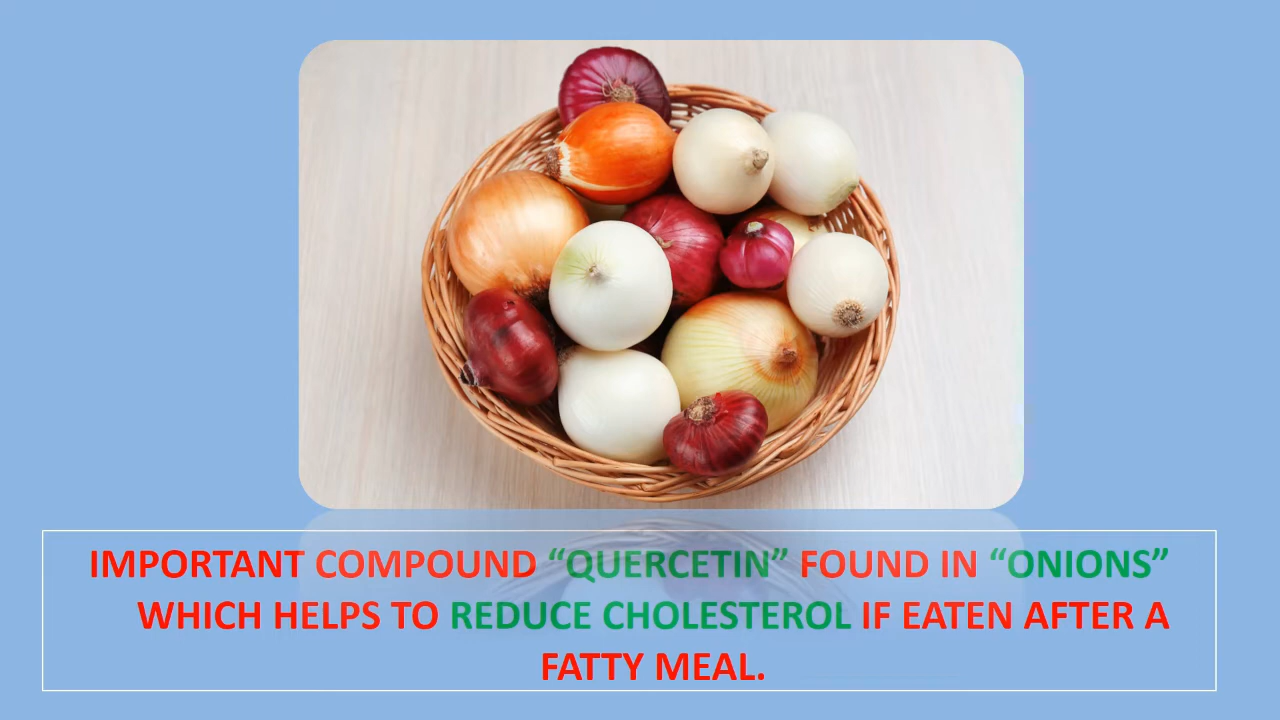 IMPORTANT COMPOUND “QUERCETIN” FOUND IN “ONIONS”
WHICH HELPS TO REDUCE CHOLESTEROL IF EATEN AFTER A
FATTY MEAL.